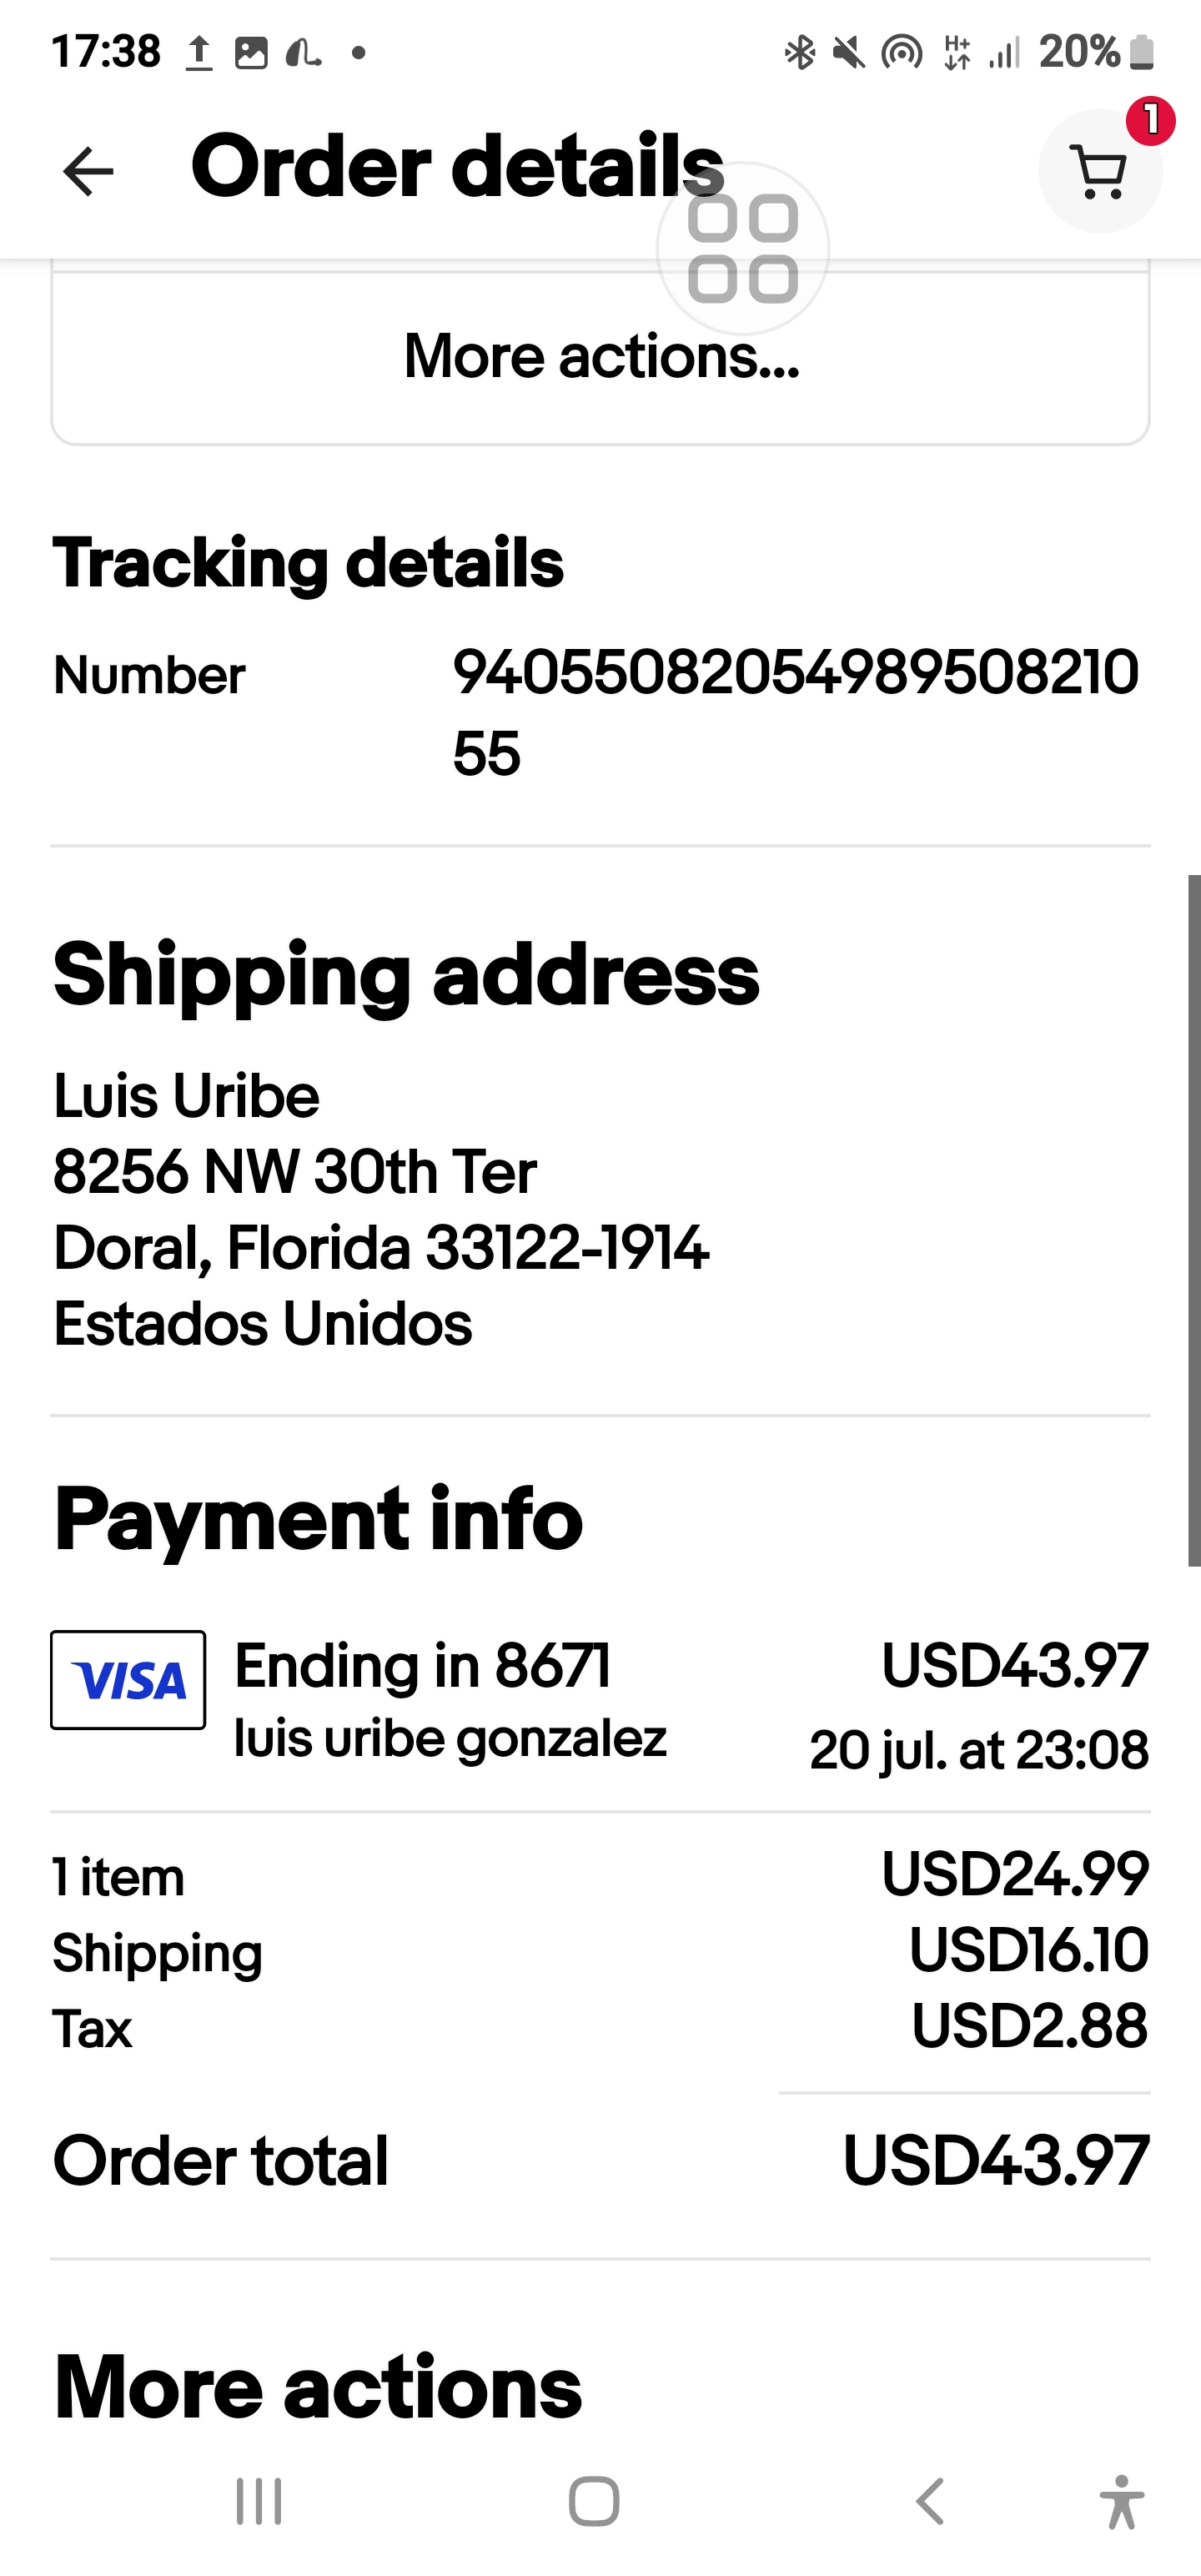 17:38
H+
20%
Order details
1
More actions...
Tracking details
Number
94055082054989508210
55
Shipping address
Luis Uribe
8256 NW 30th Ter
Doral, Florida 33122-1914
Estados Unidos
Payment info
VISA
Ending in 8671
USD43.97
luis uribe gonzalez
20 jul. at 23:08
1 item
USD24.99
Shipping
USD16.10
Tax
USD2.88
Order total
USD43.97
More actions